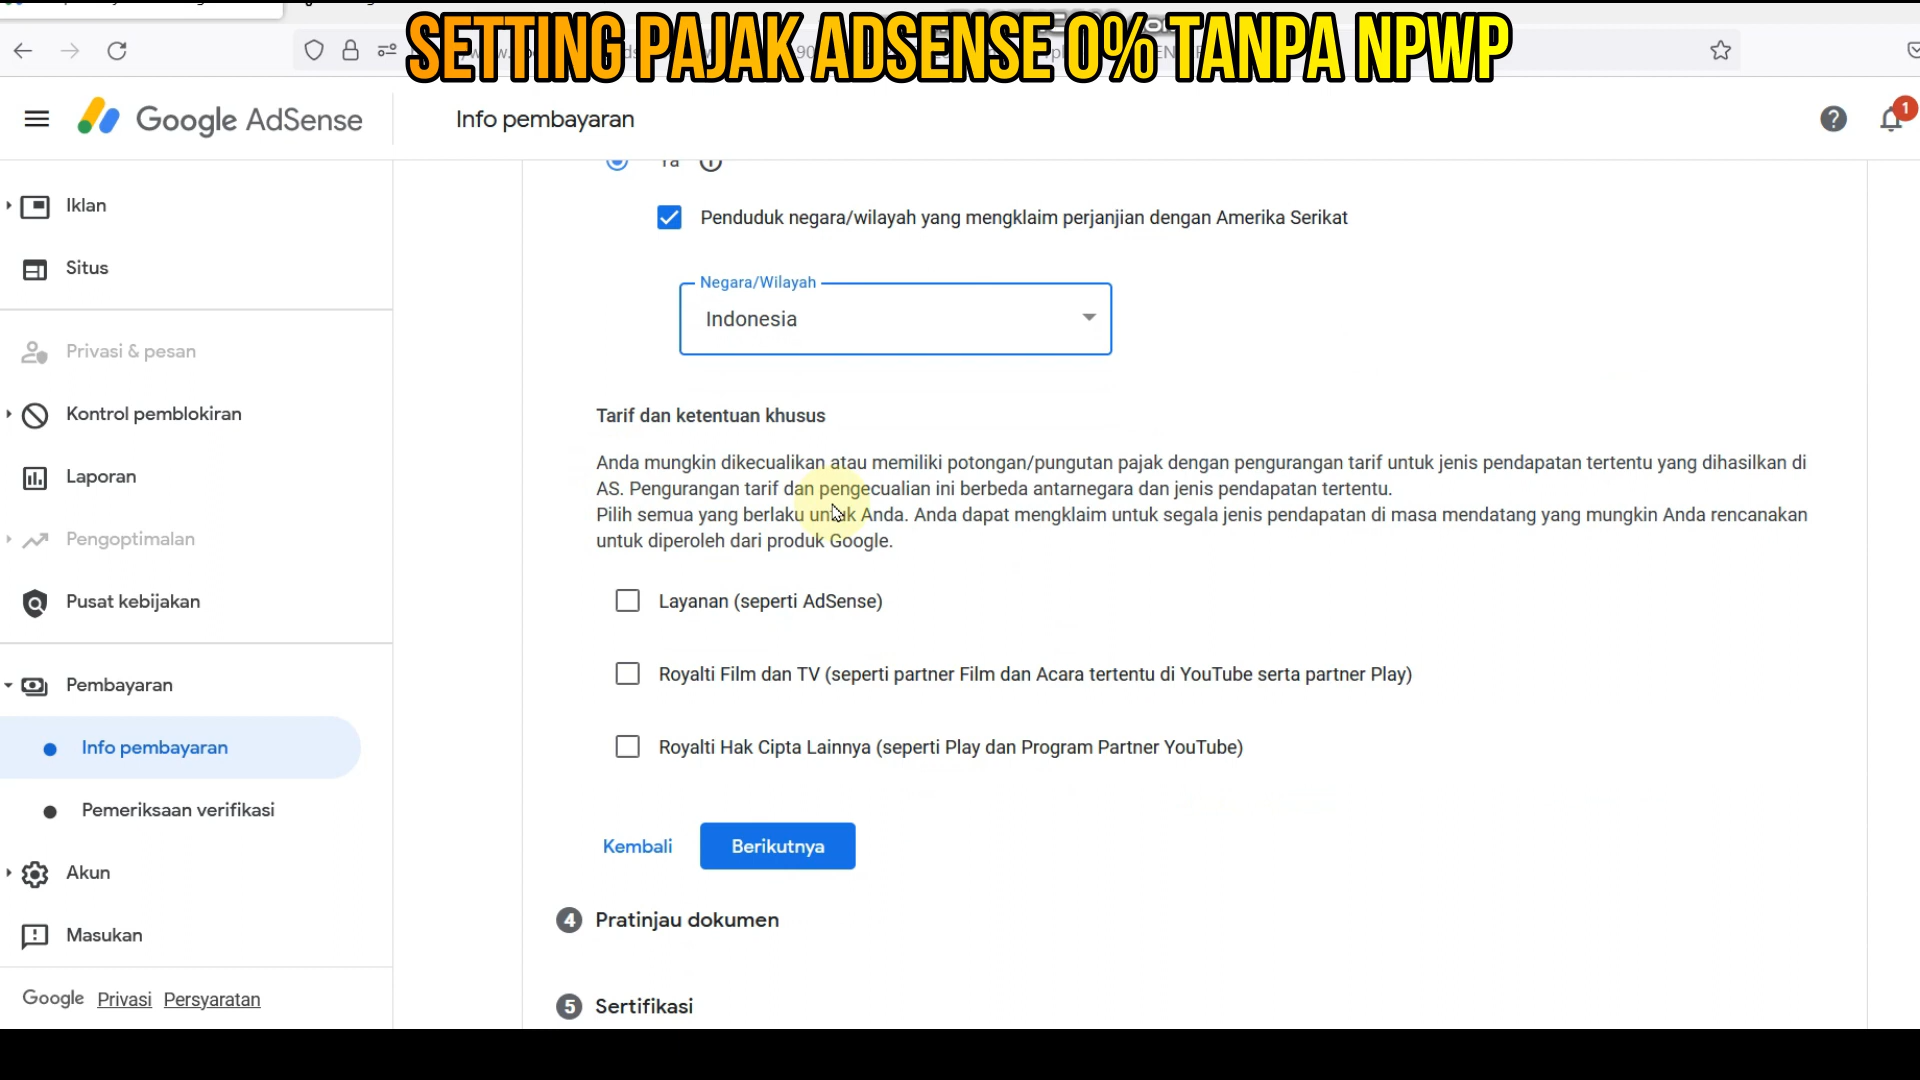 SETTING PAJAK ADSENSE 0% TANPA NPWP
Google AdSense
Info pembayaran
1
Iklan
Situs
Privasi & pesan
Kontrol pemblokiran
Laporan
Pengoptimalan
Pusat kebijakan
Pembayaran
Info pembayaran
Pemeriksaan verifikasi
Akun
Masukan
Google Privasi Persyaratan
Ya
Penduduk negara/wilayah yang mengklaim perjanjian dengan Amerika Serikat
Negara/Wilayah
Indonesia
Tarif dan ketentuan khusus
Anda mungkin dikecualikan atau memiliki potongan/pungutan pajak dengan pengurangan tarif untuk jenis pendapatan tertentu yang dihasilkan di
AS. Pengurangan tarif dan pengecualian ini berbeda antarnegara dan jenis pendapatan tertentu.
Pilih semua yang berlaku untuk Anda. Anda dapat mengklaim untuk segala jenis pendapatan di masa mendatang yang mungkin Anda rencanakan
untuk diperoleh dari produk Google.
Layanan (seperti AdSense)
Royalti Film dan TV (seperti partner Film dan Acara tertentu di YouTube serta partner Play)
Royalti Hak Cipta Lainnya (seperti Play dan Program Partner YouTube)
Kembali
Berikutnya
4 Pratinjau dokumen
5 Sertifikasi